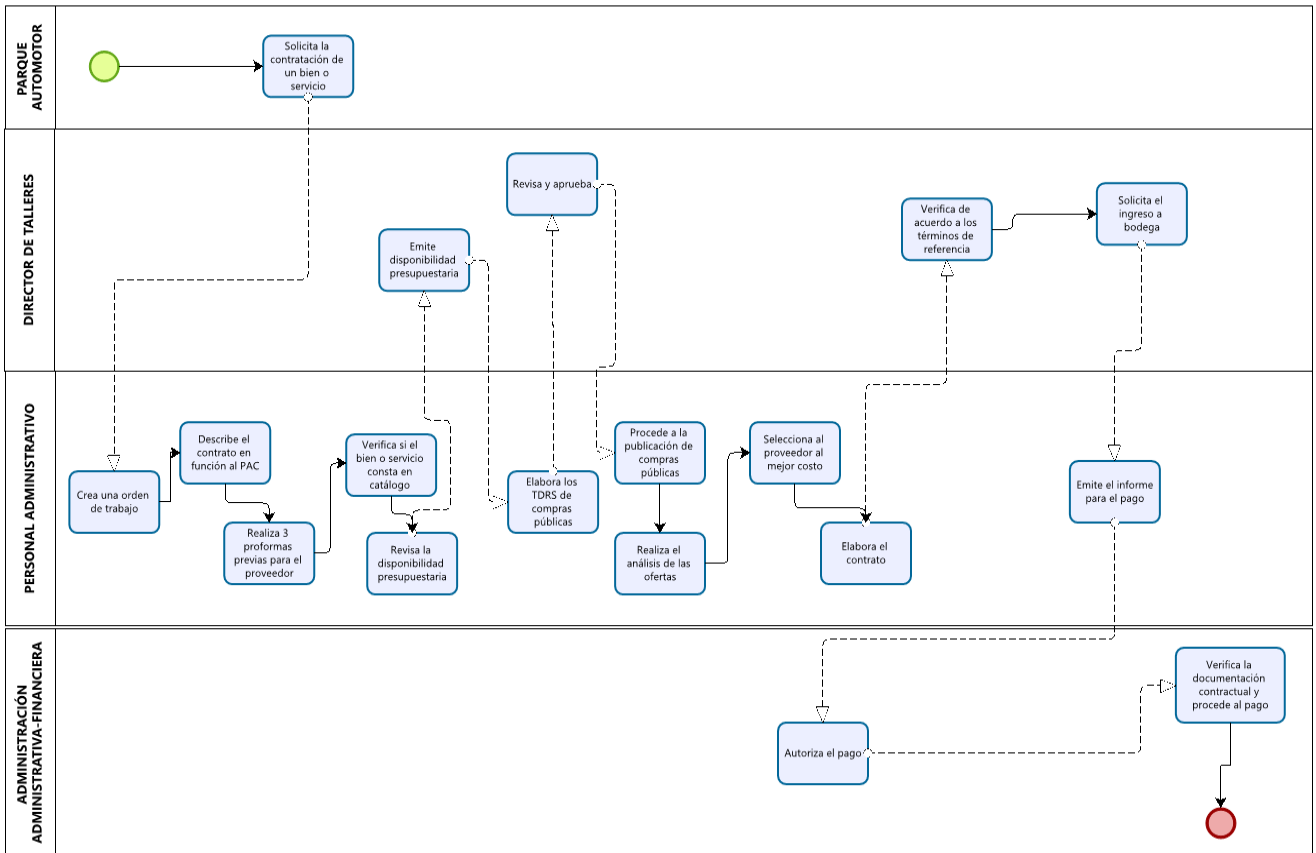 PARQUE
AUTOMOTOR
Solicita la
contratación de
un bien o
servicio
DIRECTOR DE TALLERES
Revisa y aprueba
Emite
disponibilidad
presupuestaria
Verifica de
acuerdo a los
términos de
referencia
Solicita el
ingreso a
bodega
PERSONAL ADMINISTRATIVO
Crea una orden
de trabajo
Describe el
contrato en
función al PAC
Realiza 3
proformas
previas para el
proveedor
Verifica si el
bien o servicio
consta en
catálogo
Revisa la
disponibilidad
presupuestaria
Elabora los
TDRS de
compras
públicas
Procede a la
publicación de
compras
públicas
Realiza el
análisis de las
ofertas
Selecciona al
proveedor al
mejor costo
Elabora el
contrato
Emite el informe
para el pago
ADMINISTRACIÓN
ADMINISTRATIVA-FINANCIERA
Autoriza el pago
Verifica la
documentación
contractual y
procede al pago